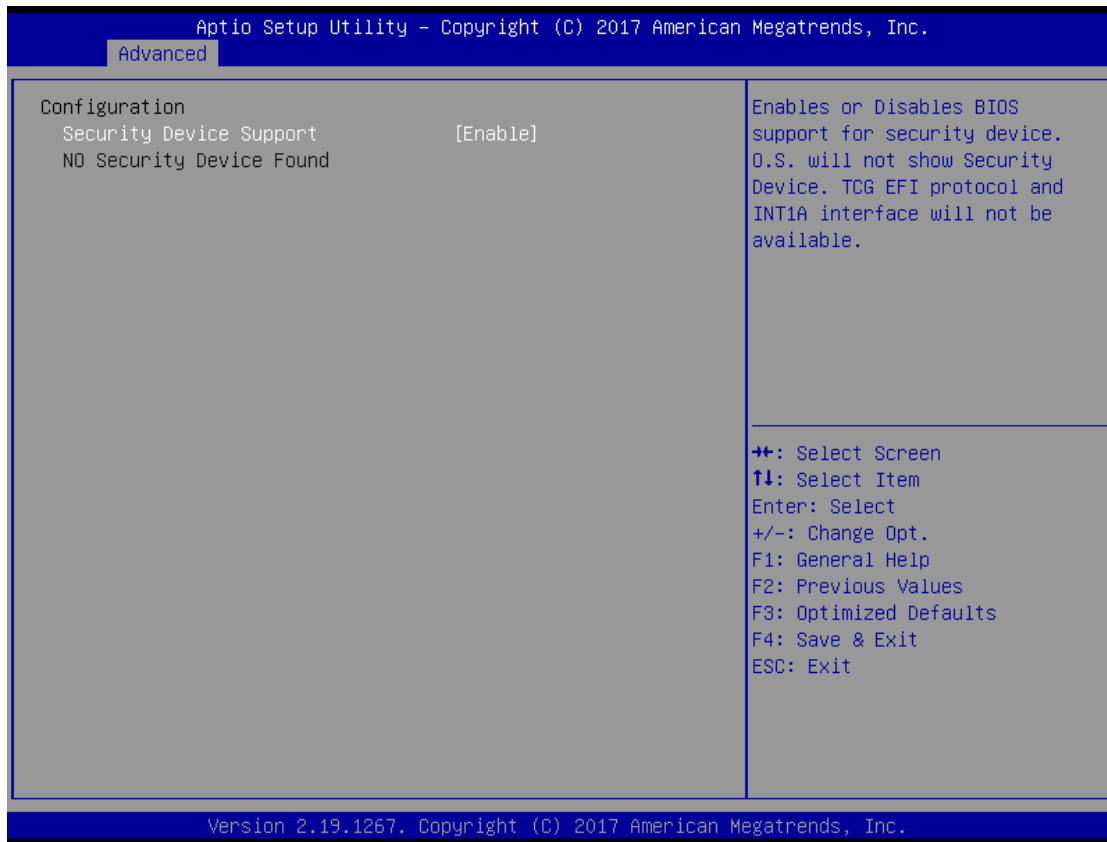 Aptio Setup Utility – Copyright (C) 2017 American Megatrends, Inc.
Advanced
Configuration
Security Device Support [Enable]
NO Security Device Found
Enables or Disables BIOS
support for security device.
O.S. will not show Security
Device. TCG EFI protocol and
INT1A interface will not be
available.
→←: Select Screen
↑↓: Select Item
Enter: Select
+/-: Change Opt.
F1: General Help
F2: Previous Values
F3: Optimized Defaults
F4: Save & Exit
ESC: Exit
Version 2.19.1267. Copyright (C) 2017 American Megatrends, Inc.